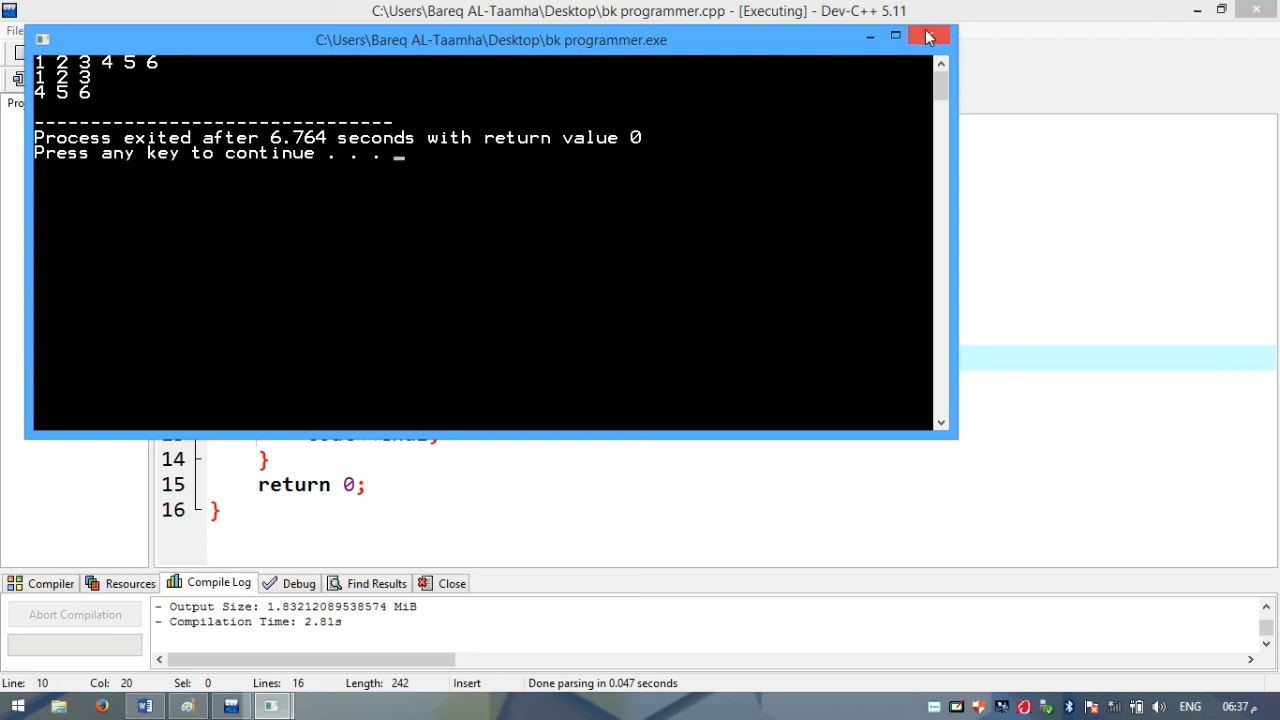 C:\Users\Bareq AL-Taamha\Desktop\bk programmer.cpp - [Executing] - Dev-C++ 5.11
File
C:\Users\Bareq AL-Taamha\Desktop\bk programmer.exe
1 2 3 4 5 6
1 2 3
4 5 6
--------------------------------
Process exited after 6.764 seconds with return value 0
Press any key to continue . . .
14 }
15 return 0;
16 }
Compiler Resources Compile Log Debug Find Results Close
Abort Compilation
- Output Size: 1.83212089538574 MiB
- Compilation Time: 2.81s
Line: 10 Col: 20 Sel: 0 Lines: 16 Length: 242 Insert Done parsing in 0.047 seconds
ENG 06:37 م